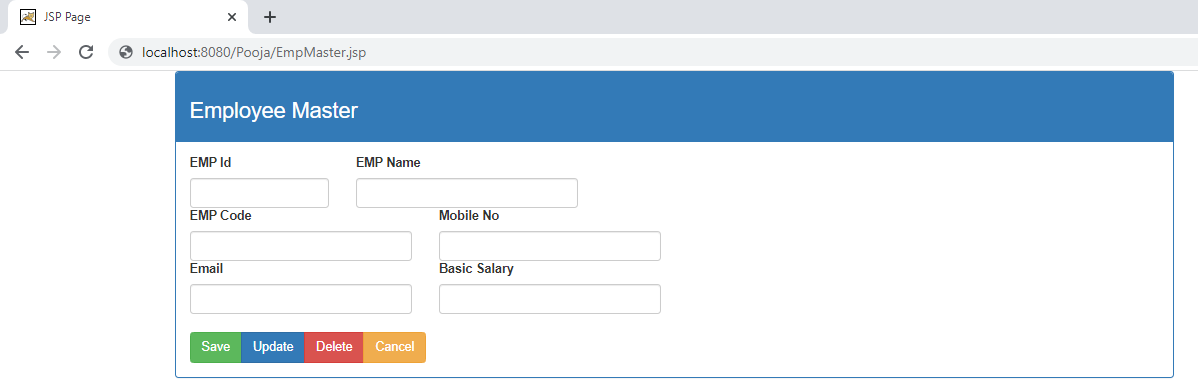 JSP Page
localhost:8080/Pooja/EmpMaster.jsp
Employee Master
EMP Id EMP Name
EMP Code Mobile No
Email Basic Salary
Save Update Delete Cancel